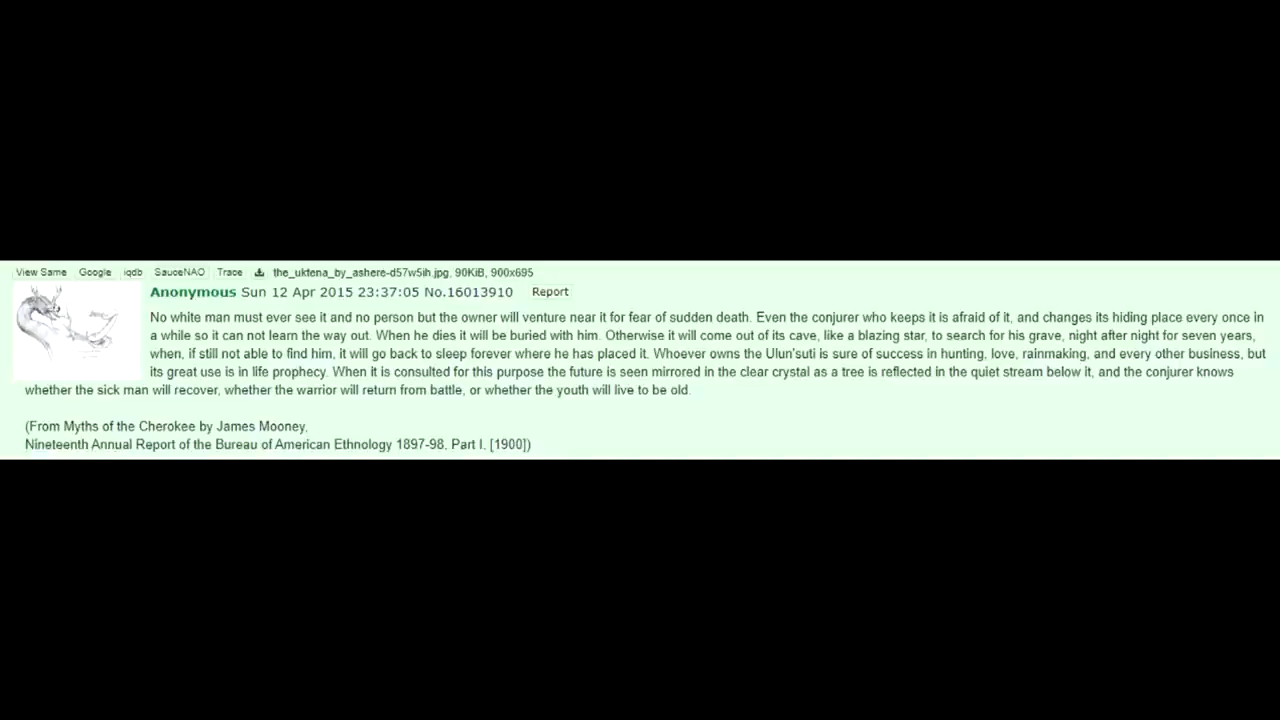 View Same Google iqdb SauceNAO Trace the_uktena_by_ashere-d57w5ih.jpg, 90KiB, 900x695
Anonymous Sun 12 Apr 2015 23:37:05 No.16013910 Report
No white man must ever see it and no person but the owner will venture near it for fear of sudden death. Even the conjurer who keeps it is afraid of it, and changes its hiding place every once in
a while so it can not learn the way out. When he dies it will be buried with him. Otherwise it will come out of its cave, like a blazing star, to search for his grave, night after night for seven years,
when, if still not able to find him, it will go back to sleep forever where he has placed it. Whoever owns the Ulun'suti is sure of success in hunting, love, rainmaking, and every other business, but
its great use is in life prophecy. When it is consulted for this purpose the future is seen mirrored in the clear crystal as a tree is reflected in the quiet stream below it, and the conjurer knows
whether the sick man will recover, whether the warrior will return from battle, or whether the youth will live to be old.
(From Myths of the Cherokee by James Mooney,
Nineteenth Annual Report of the Bureau of American Ethnology 1897-98, Part I. [1900])